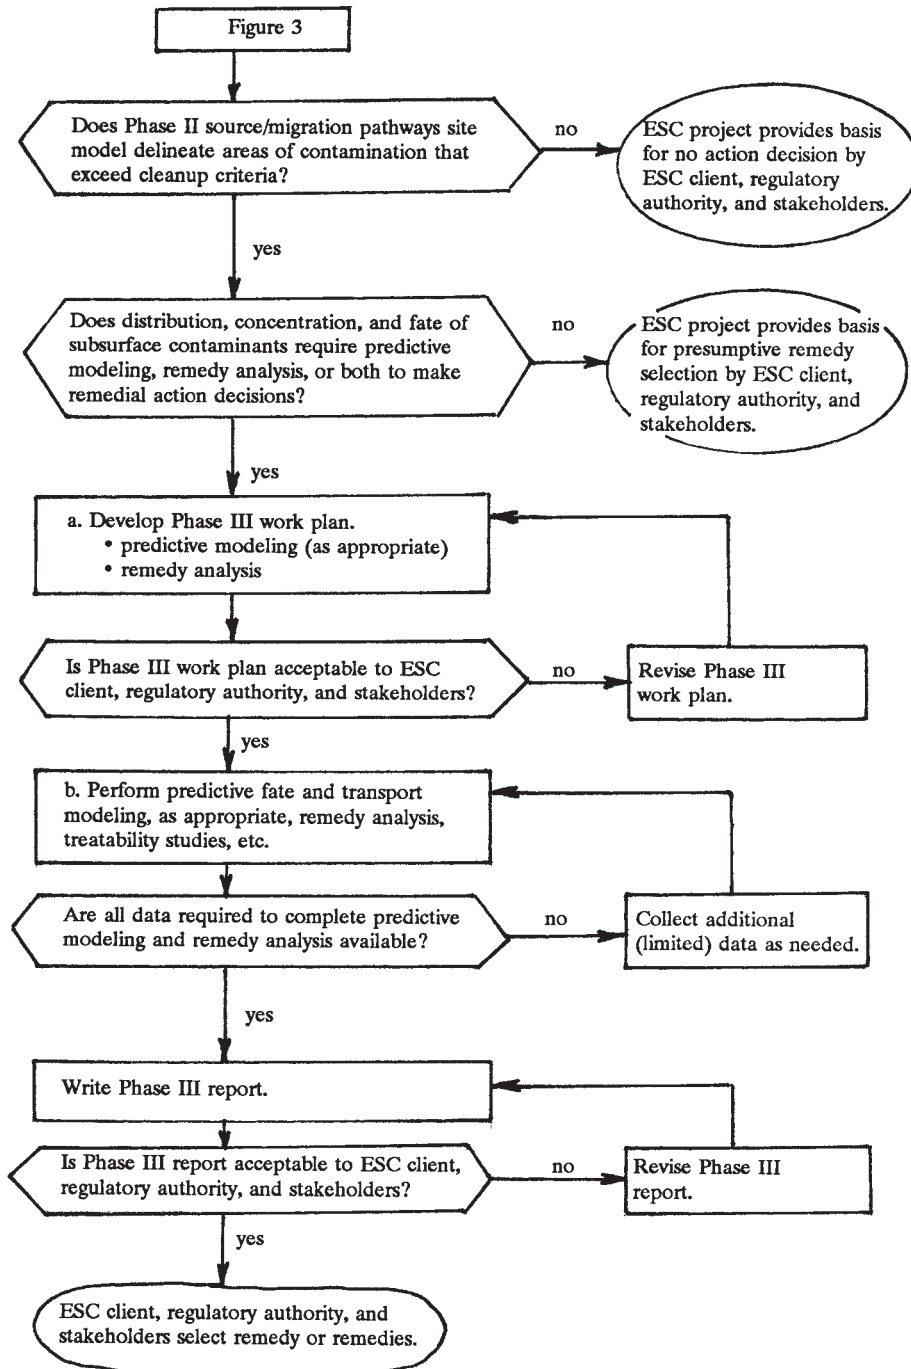 Figure 3
Does Phase II source/migration pathways site
model delineate areas of contamination that
exceed cleanup criteria?
no
ESC project provides basis
for no action decision by
ESC client, regulatory
authority, and stakeholders.
yes
Does distribution, concentration, and fate of
subsurface contaminants require predictive
modeling, remedy analysis, or both to make
remedial action decisions?
no
ESC project provides basis
for presumptive remedy
selection by ESC client,
regulatory authority, and
stakeholders.
yes
a. Develop Phase III work plan.
• predictive modeling (as appropriate)
• remedy analysis
Is Phase III work plan acceptable to ESC
client, regulatory authority, and stakeholders?
no
Revise Phase III
work plan.
yes
b. Perform predictive fate and transport
modeling, as appropriate, remedy analysis,
treatability studies, etc.
Are all data required to complete predictive
modeling and remedy analysis available?
no
Collect additional
(limited) data as needed.
yes
Write Phase III report.
Is Phase III report acceptable to ESC client,
regulatory authority, and stakeholders?
no
Revise Phase III
report.
yes
ESC client, regulatory authority, and
stakeholders select remedy or remedies.